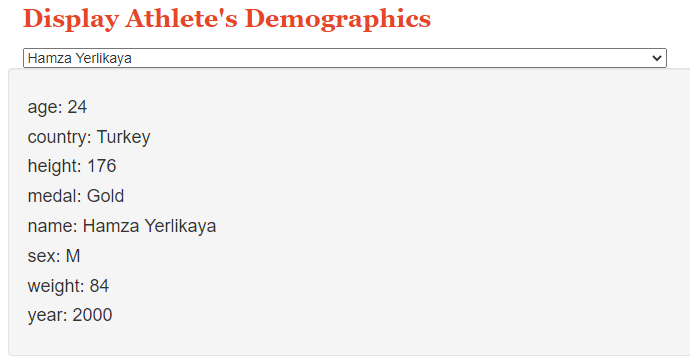 Display Athlete's Demographics
Hamza Yerlikaya
age: 24
country: Turkey
height: 176
medal: Gold
name: Hamza Yerlikaya
sex: M
weight: 84
year: 2000